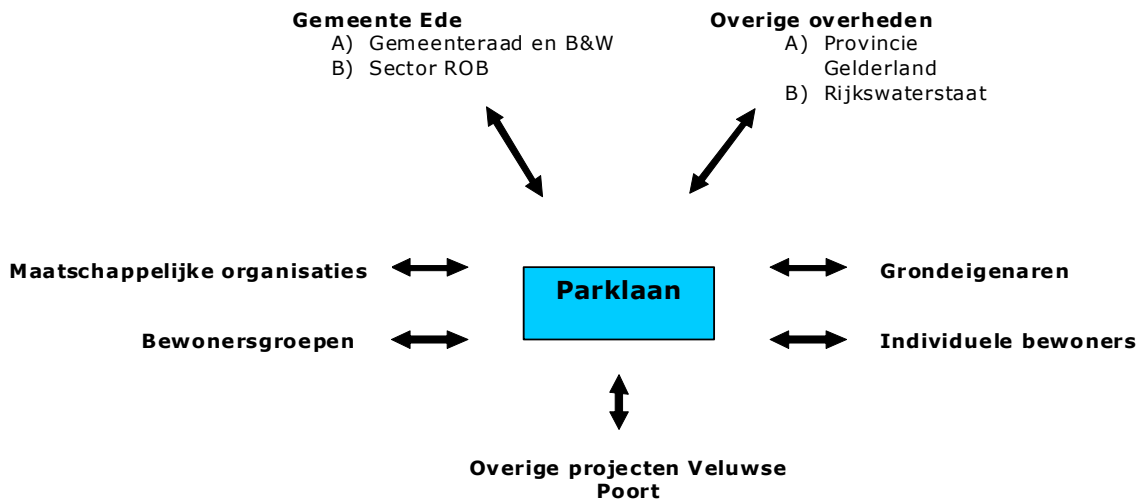 Gemeente Ede
A) Gemeenteraad en B&W
B) Sector ROB
Overige overheden
A) Provincie
Gelderland
B) Rijkswaterstaat
Maatschappelijke organisaties
Parklaan
Grondeigenaren
Bewonersgroepen
Individuele bewoners
Overige projecten Veluwse
Poort